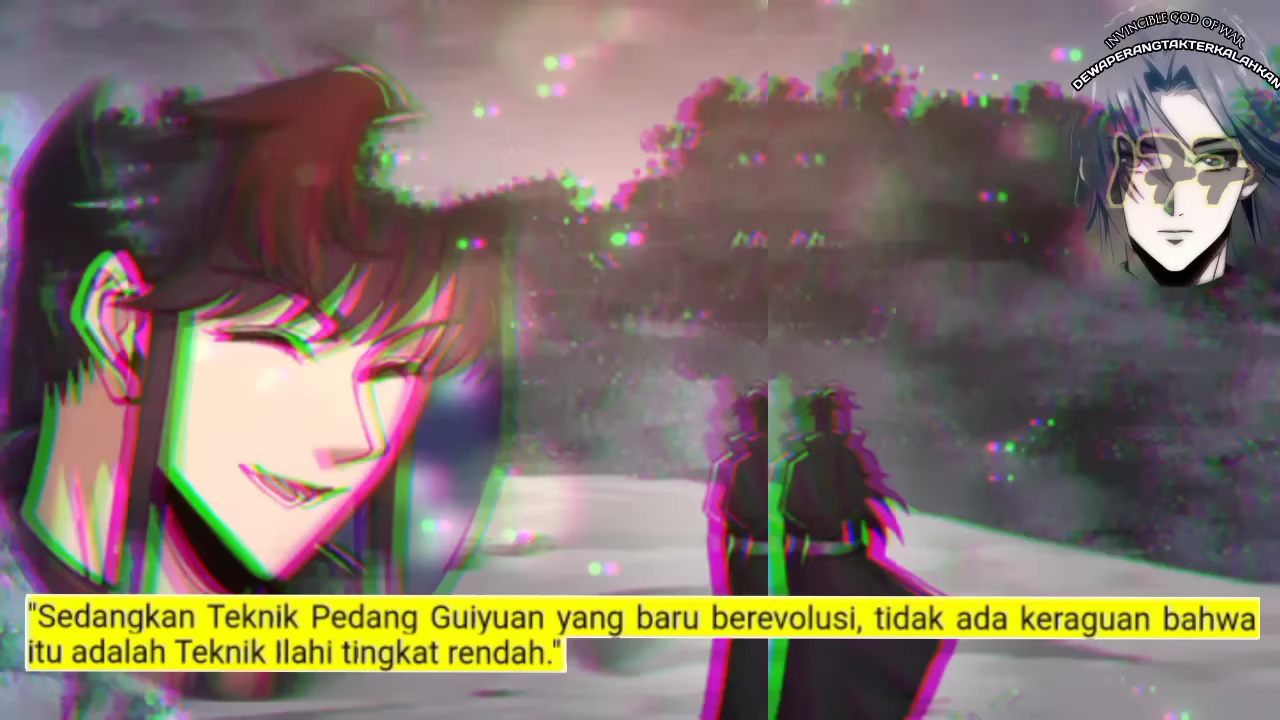 INVINCIBLE GOD OF WAR
DEWAPERANGTAKTERKALAHKAN
"Sedangkan Teknik Pedang Guiyuan yang baru berevolusi, tidak ada keraguan bahwa
itu adalah Teknik Ilahi tingkat rendah."